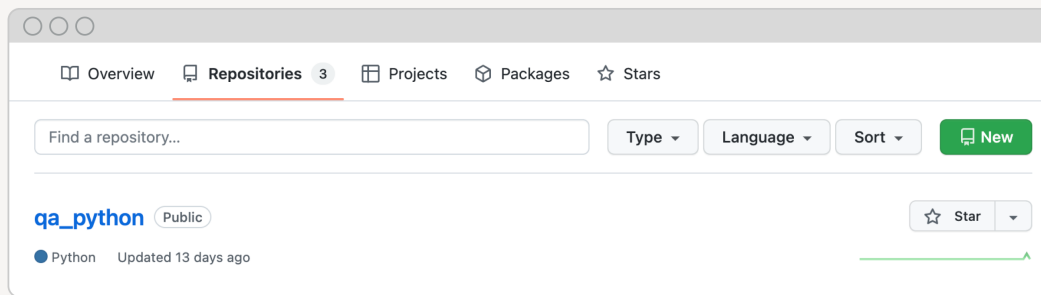 Overview Repositories 3 Projects Packages Stars
Find a repository... Type Language Sort New
qa_python Public Star
Python Updated 13 days ago